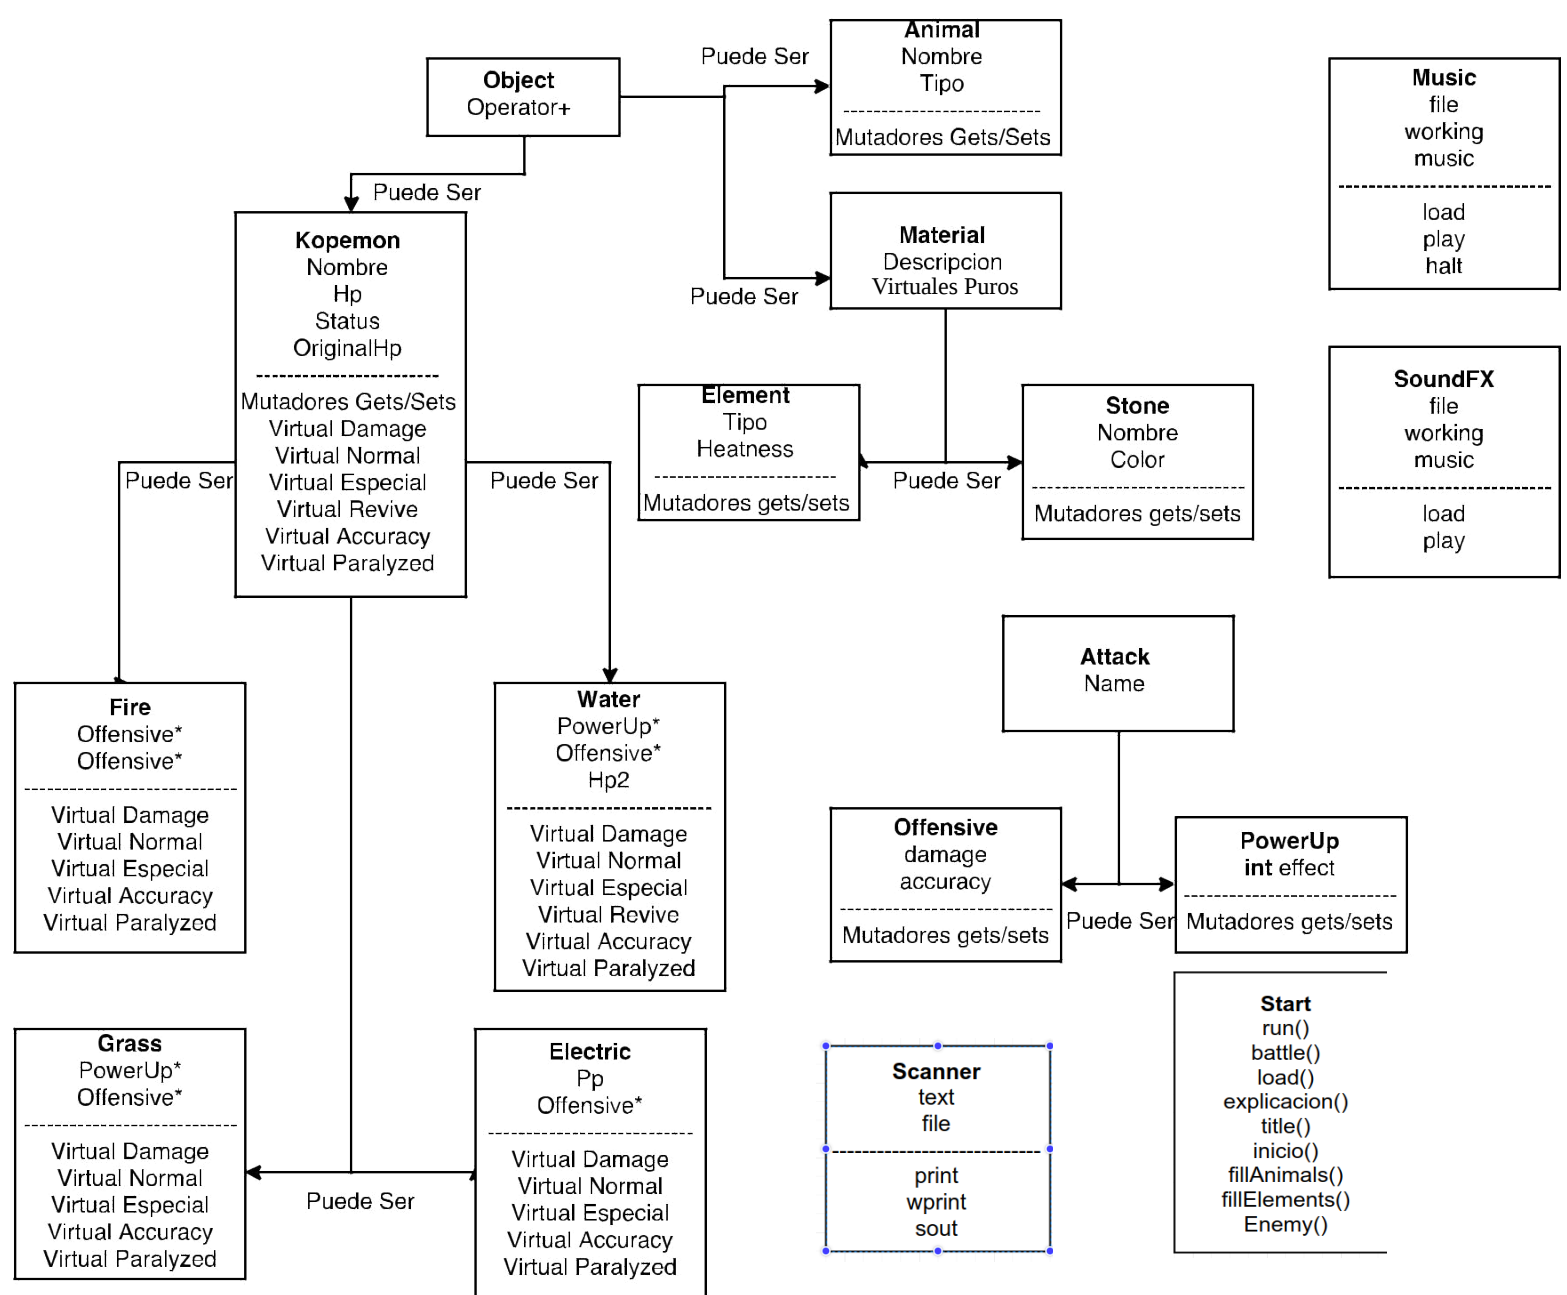 Object
Operator+
Puede Ser
Animal
Nombre
Tipo
Mutadores Gets/Sets
Puede Ser
Material
Descripcion
Virtuales Puros
Music
file
working
music
load
play
halt
Puede Ser
Kopemon
Nombre
Hp
Status
OriginalHp
Mutadores Gets/Sets
Virtual Damage
Virtual Normal
Virtual Especial
Virtual Revive
Virtual Accuracy
Virtual Paralyzed
Element
Tipo
Heatness
Mutadores gets/sets
Puede Ser
Stone
Nombre
Color
Mutadores gets/sets
SoundFX
file
working
music
load
play
Puede Ser
Puede Ser
Fire
Offensive*
Offensive*
Virtual Damage
Virtual Normal
Virtual Especial
Virtual Accuracy
Virtual Paralyzed
Water
PowerUp*
Offensive*
Hp2
Virtual Damage
Virtual Normal
Virtual Especial
Virtual Revive
Virtual Accuracy
Virtual Paralyzed
Attack
Name
Offensive
damage
accuracy
Mutadores gets/sets
Puede Ser
PowerUp
int effect
Mutadores gets/sets
Grass
PowerUp*
Offensive*
Virtual Damage
Virtual Normal
Virtual Especial
Virtual Accuracy
Virtual Paralyzed
Puede Ser
Electric
Pp
Offensive*
Virtual Damage
Virtual Normal
Virtual Especial
Virtual Accuracy
Virtual Paralyzed
Scanner
text
file
print
wprint
sout
Start
run()
battle()
load()
explicacion()
title()
inicio()
fillAnimals()
fillElements()
Enemy()